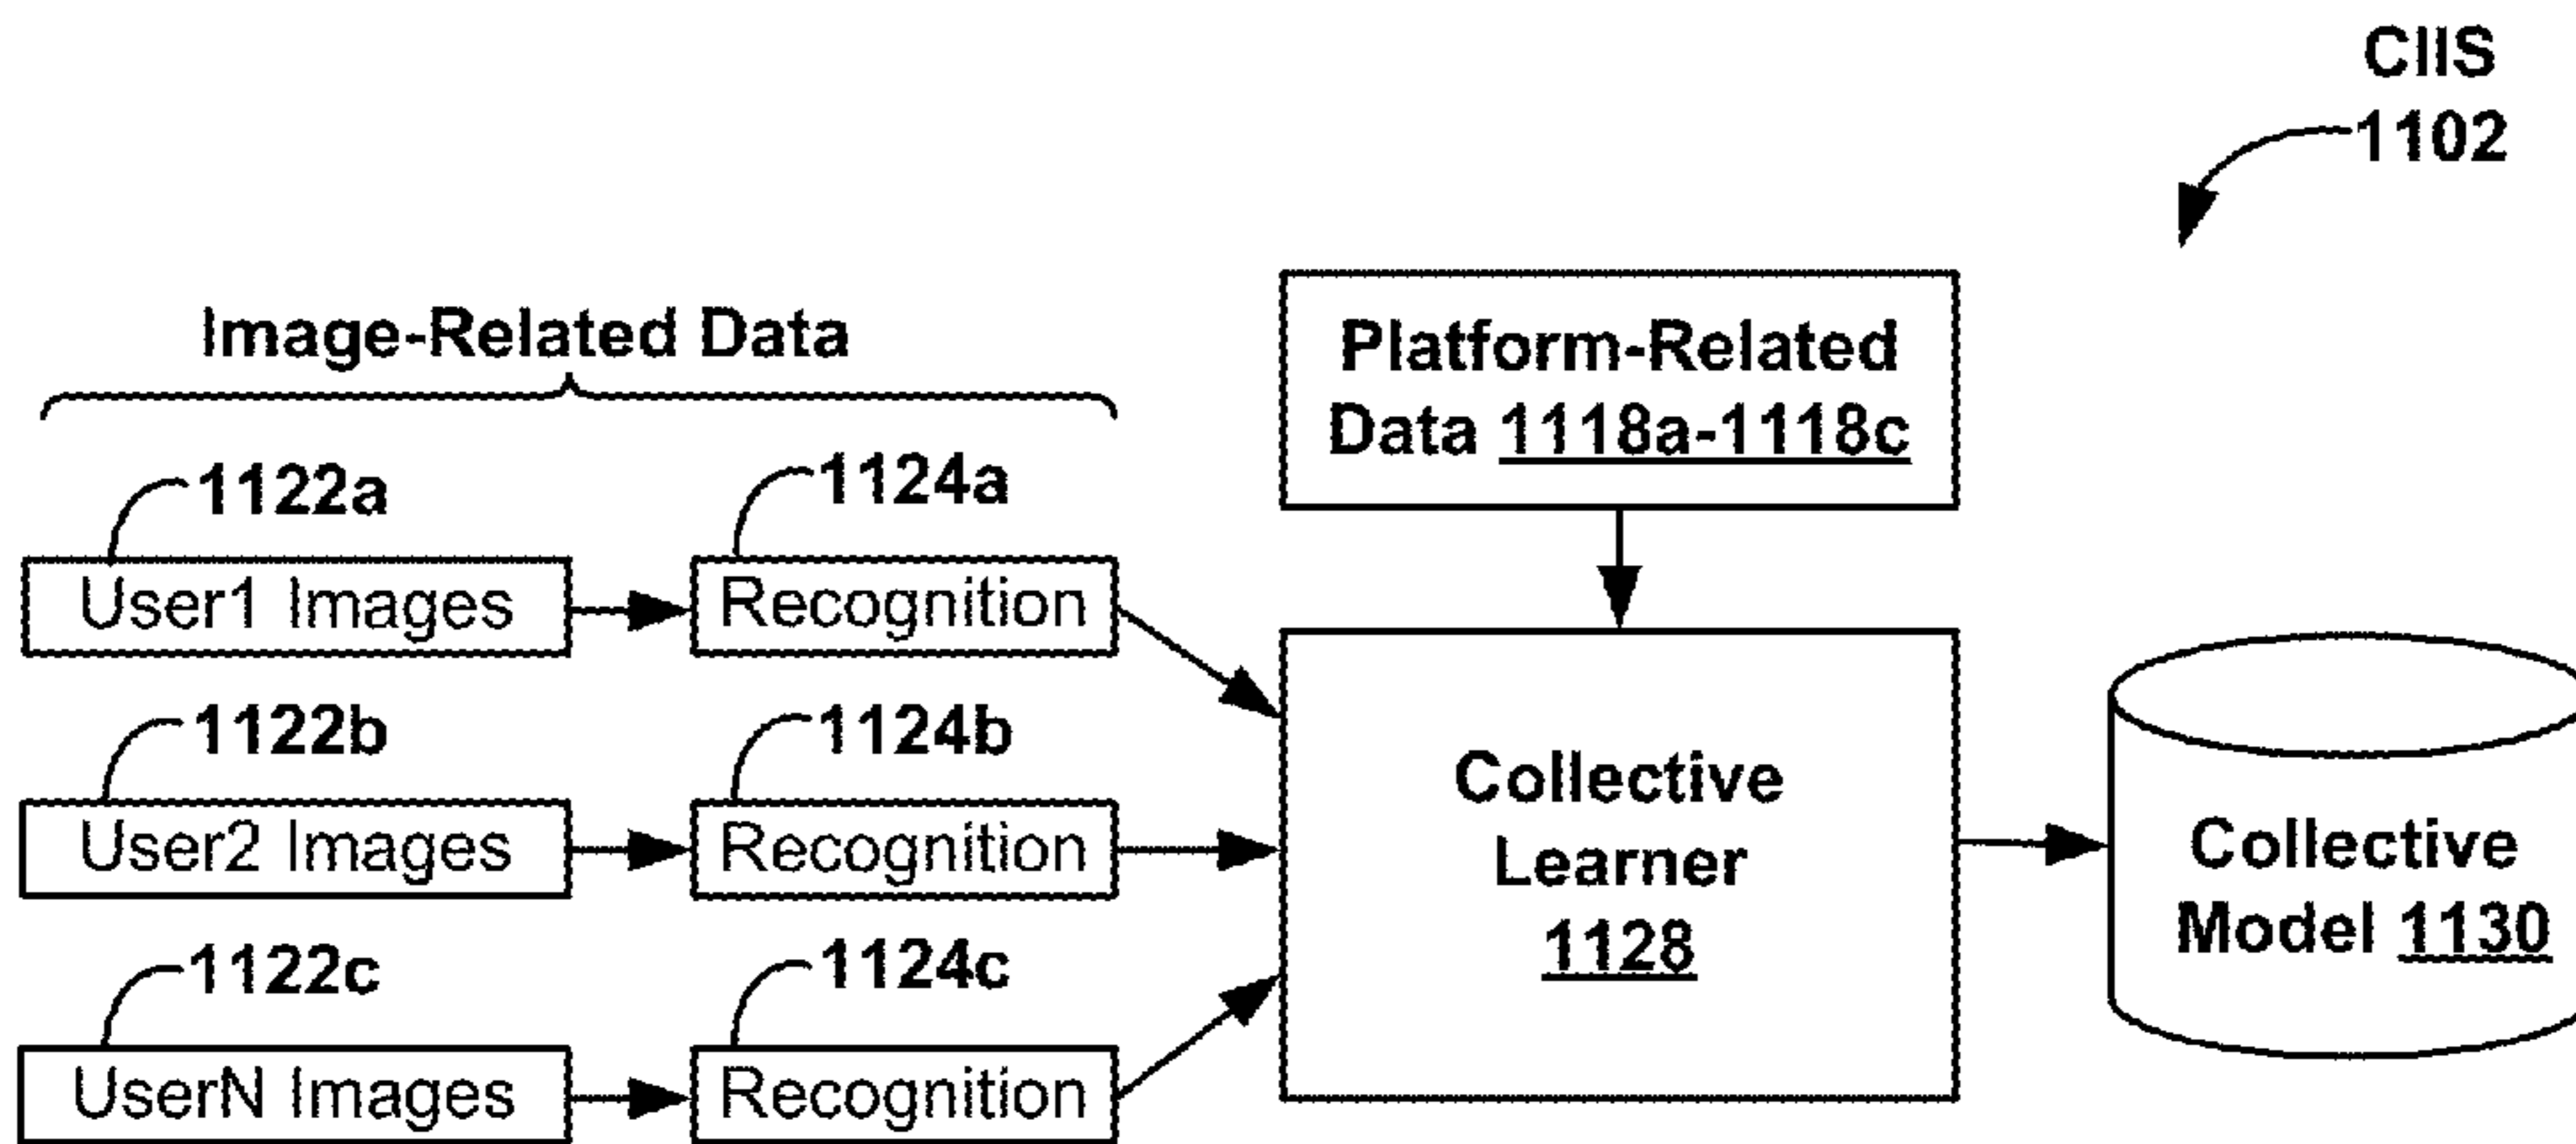 CIIS
1102
Image-Related Data
Platform-Related
Data 1118a-1118c
1122a
1124a
User1 Images
Recognition
1122b
1124b
User2 Images
Recognition
1122c
1124c
UserN Images
Recognition
Collective
Learner
1128
Collective
Model 1130